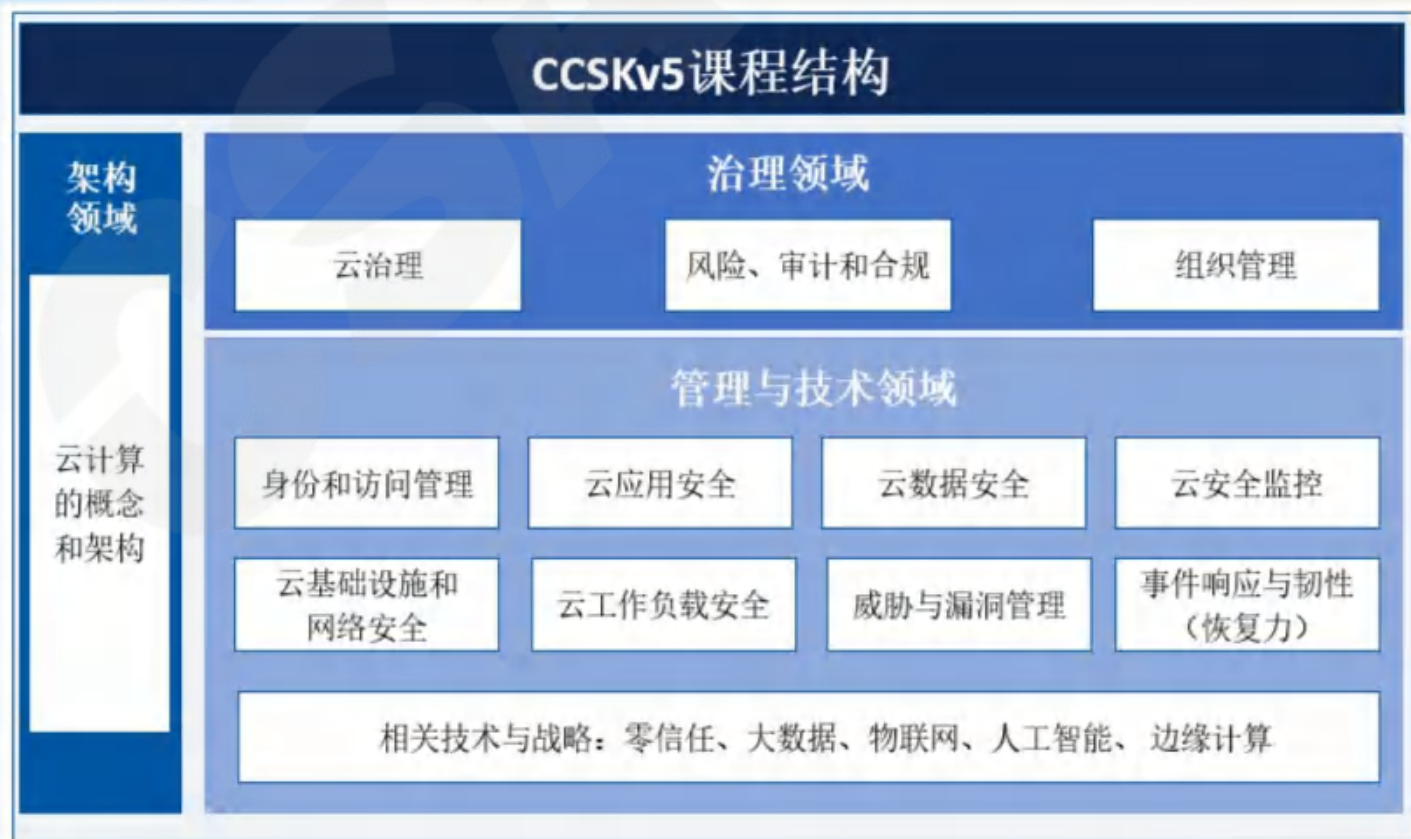 CCSKv5课程结构
架构
领域
云计算
的概念
和架构
治理领域
云治理
风险、审计和合规
组织管理
管理与技术领域
身份和访问管理
云应用安全
云数据安全
云安全监控
云基础设施和
网络安全
云工作负载安全
威胁与漏洞管理
事件响应与韧性
（恢复力）
相关技术与战略：零信任、大数据、物联网、人工智能、 边缘计算